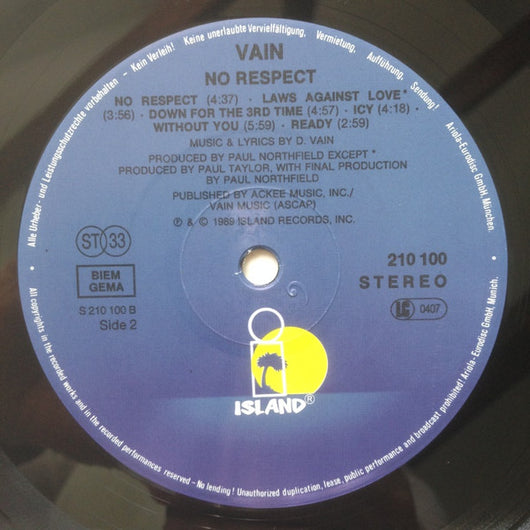 · Alle Urheber- und Leistungsschutzrechte vorbehalten – Kein Verleih! Keine unerlaubte Vervielfältigung, Vermietung, Aufführung, Sendung! Ariola-Eurodisc GmbH, München.
VAIN
NO RESPECT
NO RESPECT (4:37) · LAWS AGAINST LOVE*
(3:56) · DOWN FOR THE 3RD TIME (4:57) · ICY (4:18) ·
WITHOUT YOU (5:59) · READY (2:59)
MUSIC & LYRICS BY D. VAIN
PRODUCED BY PAUL NORTHFIELD EXCEPT *
PRODUCED BY PAUL TAYLOR, WITH FINAL PRODUCTION
BY PAUL NORTHFIELD
PUBLISHED BY ACKEE MUSIC, INC./
VAIN MUSIC (ASCAP)
℗ & © 1989 ISLAND RECORDS, INC.
ST 33
BIEM
GEMA
S 210 100 B
Side 2
210 100
STEREO
LC 0407
ISLAND®
· All copyrights in the recorded works and in the recorded performances reserved – No lending! Unauthorized duplication, lease, public performance and broadcast prohibited! Ariola-Eurodisc GmbH, Munich.